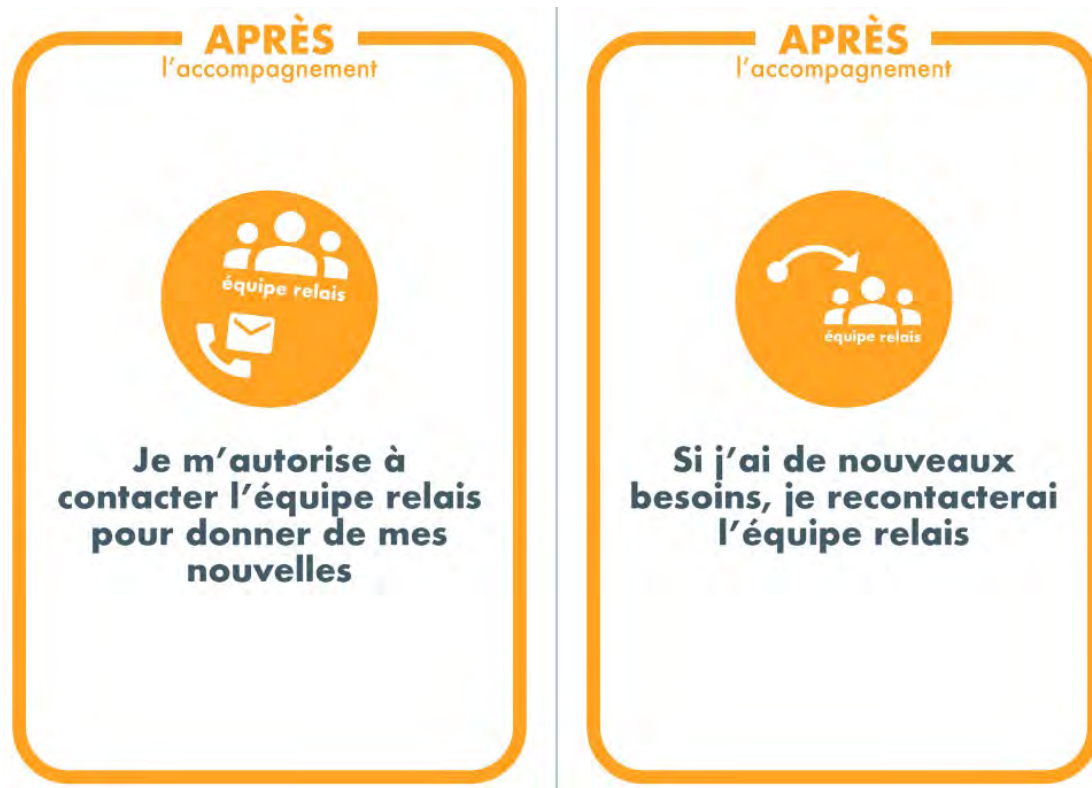 APRÈS
l'accompagnement
équipe relais
Je m'autorise à
contacter l'équipe relais
pour donner de mes
nouvelles
APRÈS
l'accompagnement
équipe relais
Si j'ai de nouveaux
besoins, je recontacterai
l'équipe relais